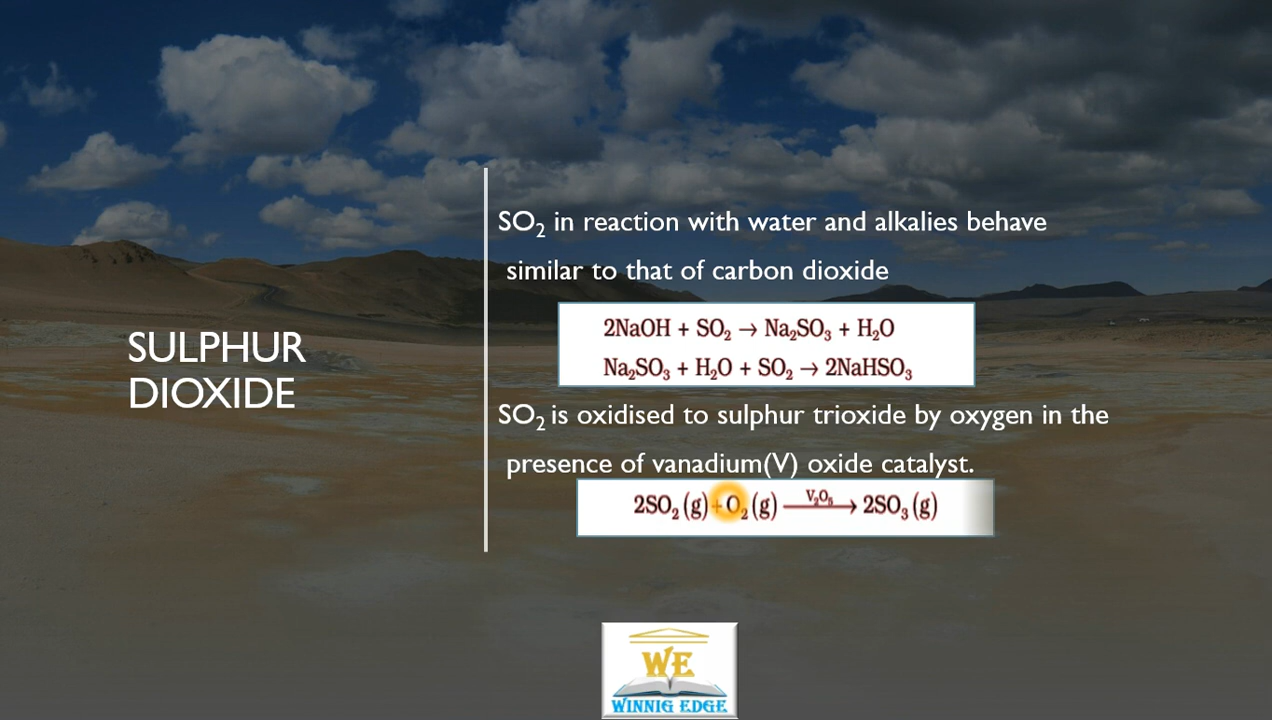 SULPHUR
DIOXIDE
SO₂ in reaction with water and alkalies behave
similar to that of carbon dioxide
2NaOH + SO₂ → Na₂SO₃ + H₂O
Na₂SO₃ + H₂O + SO₂ → 2NaHSO₃
SO₂ is oxidised to sulphur trioxide by oxygen in the
presence of vanadium(V) oxide catalyst.
2SO₂ (g) + O₂ (g) —V₂O₅→ 2SO₃ (g)
WE
WINNIG EDGE